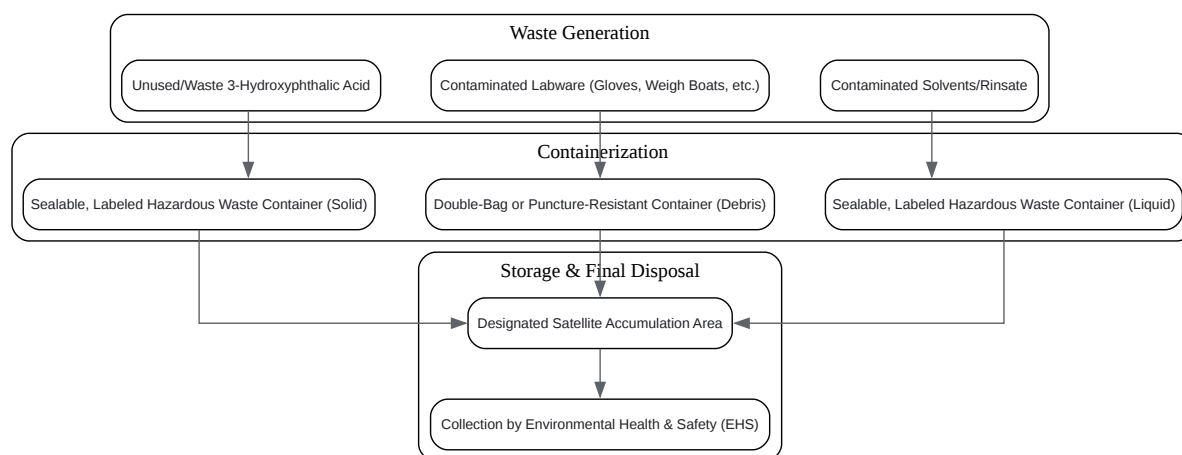 Waste Generation
Unused/Waste 3-Hydroxyphthalic Acid
Contaminated Labware (Gloves, Weigh Boats, etc.)
Contaminated Solvents/Rinsate
Containerization
Sealable, Labeled Hazardous Waste Container (Solid)
Double-Bag or Puncture-Resistant Container (Debris)
Sealable, Labeled Hazardous Waste Container (Liquid)
Storage & Final Disposal
Designated Satellite Accumulation Area
Collection by Environmental Health & Safety (EHS)